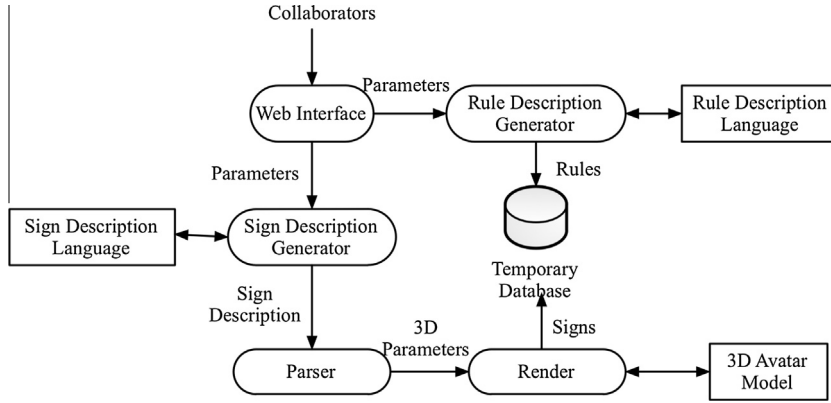 Collaborators
Parameters
Web Interface
Rule Description
Generator
Rule Description
Language
Parameters
Rules
Sign Description
Language
Sign Description
Generator
Temporary
Database
Sign
Description
3D
Parameters
Signs
Parser
Render
3D Avatar
Model